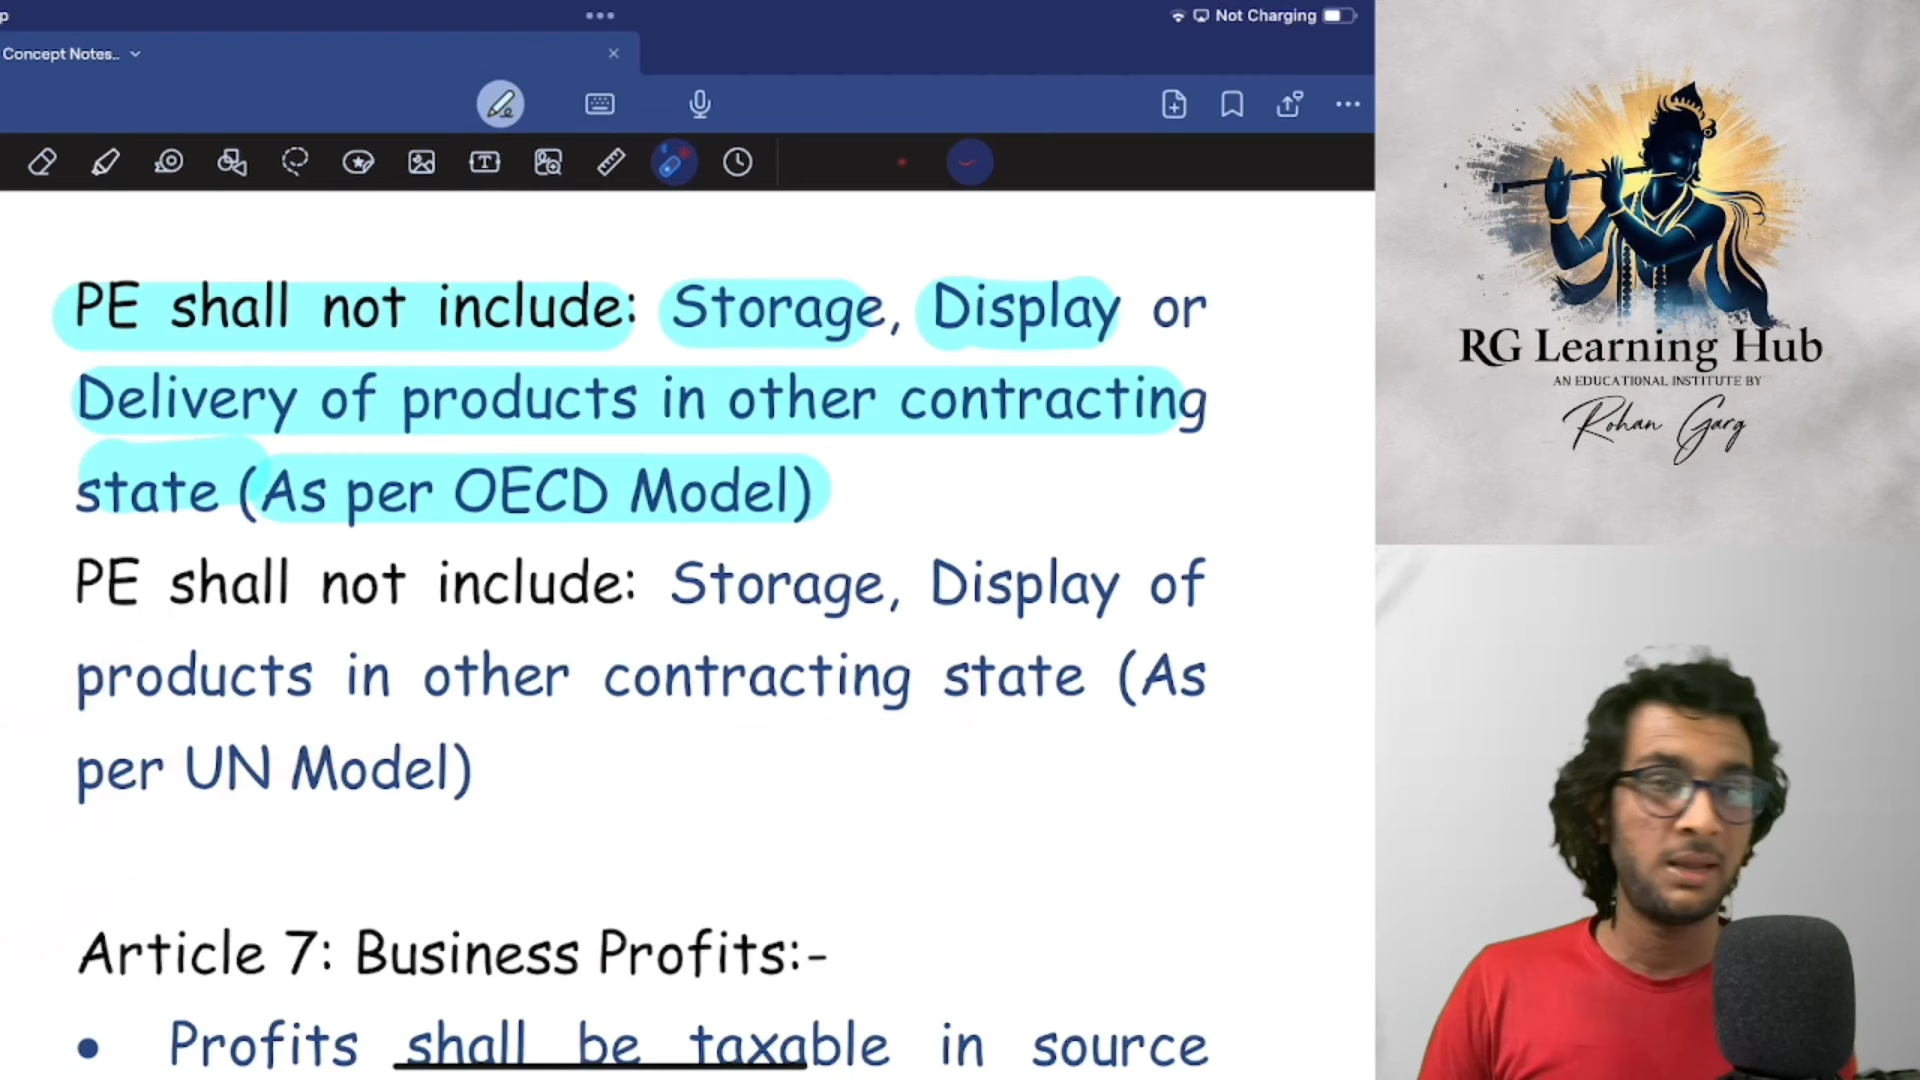 p
Not Charging
Concept Notes..
PE shall not include: Storage, Display or
Delivery of products in other contracting
state (As per OECD Model)
PE shall not include: Storage, Display of
products in other contracting state (As
per UN Model)
Article 7: Business Profits:-
• Profits shall be taxable in source
RG Learning Hub
AN EDUCATIONAL INSTITUTE BY
Rohan Garg